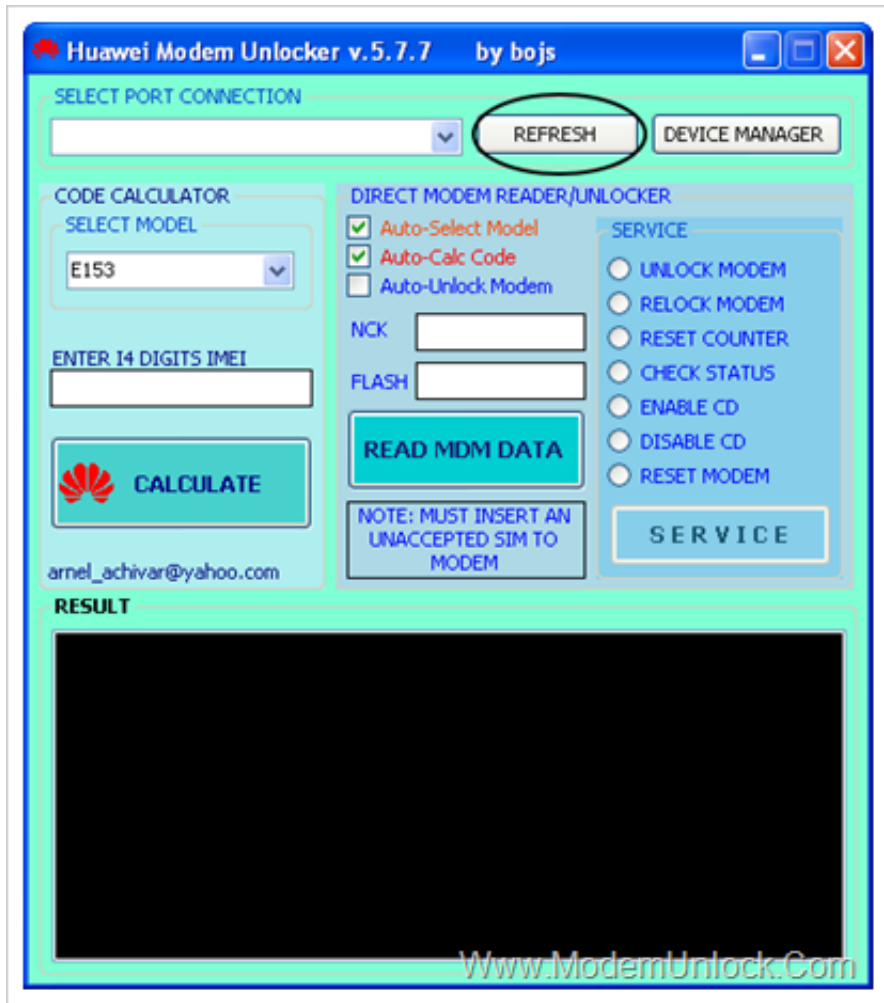 Huawei Modem Unlocker v.5.7.7 by bojs
SELECT PORT CONNECTION
REFRESH
DEVICE MANAGER
CODE CALCULATOR
SELECT MODEL
E153
ENTER I4 DIGITS IMEI
CALCULATE
arnel_achivar@yahoo.com
DIRECT MODEM READER/UNLOCKER
Auto-Select Model
Auto-Calc Code
Auto-Unlock Modem
NCK
FLASH
READ MDM DATA
NOTE: MUST INSERT AN
UNACCEPTED SIM TO
MODEM
SERVICE
UNLOCK MODEM
RELOCK MODEM
RESET COUNTER
CHECK STATUS
ENABLE CD
DISABLE CD
RESET MODEM
SERVICE
RESULT
Www.ModemUnlock.Com